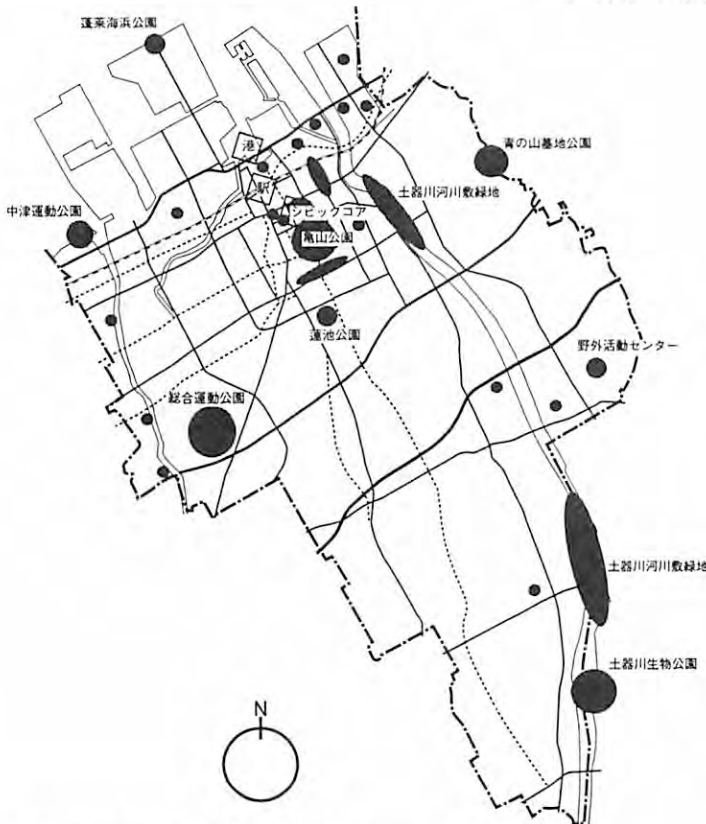 蓬莱海浜公園
青の山墓地公園
港
駅
土器川河川敷緑地
中津運動公園
シビックコア
亀山公園
蓮池公園
野外活動センター
総合運動公園
土器川河川敷緑地
土器川生物公園
N